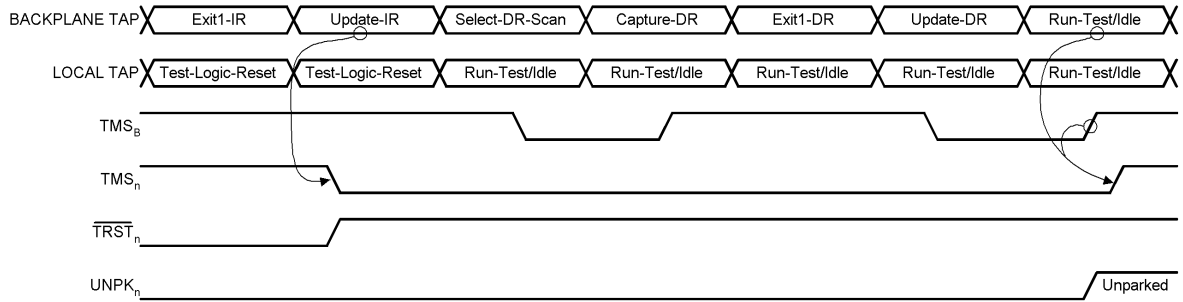 BACKPLANE TAP Exit1-IR Update-IR Select-DR-Scan Capture-DR Exit1-DR Update-DR Run-Test/Idle
LOCAL TAP Test-Logic-Reset Test-Logic-Reset Run-Test/Idle Run-Test/Idle Run-Test/Idle Run-Test/Idle Run-Test/Idle
TMSB
TMSn
TRSTn
UNPKn Unparked